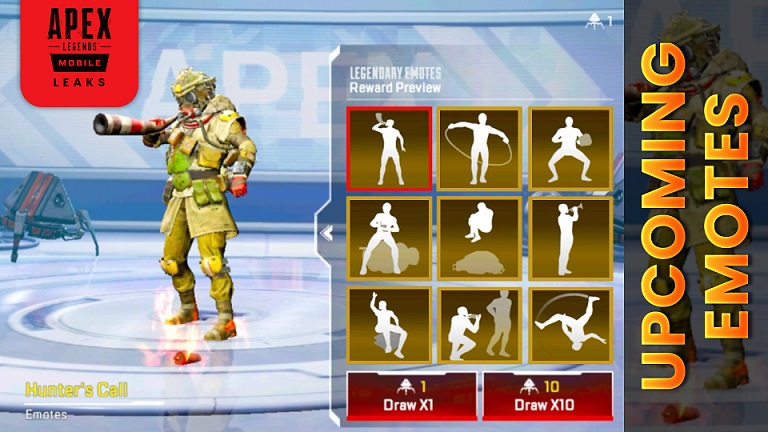 APEX
LEGENDS
MOBILE
LEAKS
1
APEX
LEGENDARY EMOTES
Reward Preview
Hunter's Call
Emotes
1
Draw X1
10
Draw X10
UPCOMING
EMOTES